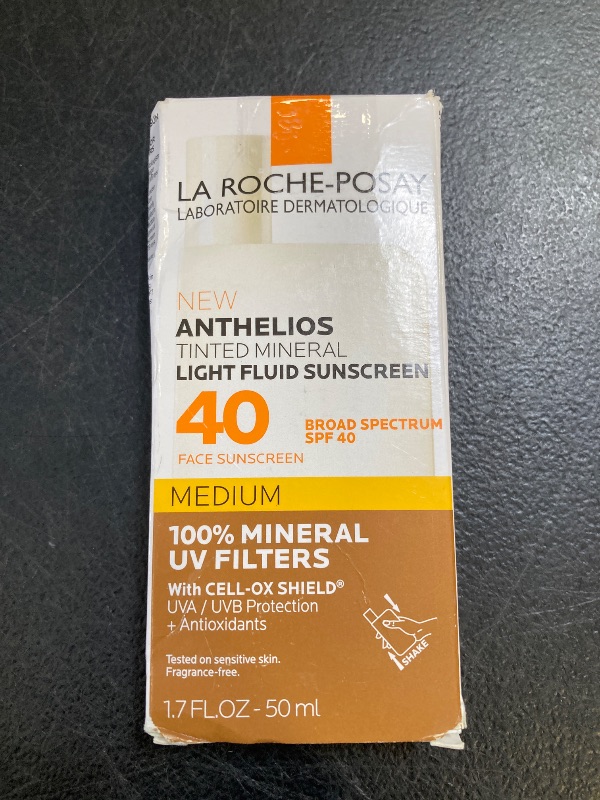 LA ROCHE-POSAY
LABORATOIRE DERMATOLOGIQUE
NEW
ANTHELIOS
TINTED MINERAL
LIGHT FLUID SUNSCREEN
40
BROAD SPECTRUM
SPF 40
FACE SUNSCREEN
MEDIUM
100% MINERAL
UV FILTERS
With CELL-OX SHIELD®
UVA / UVB Protection
+ Antioxidants
SHAKE
Tested on sensitive skin.
Fragrance-free.
1.7 FL.OZ - 50 ml